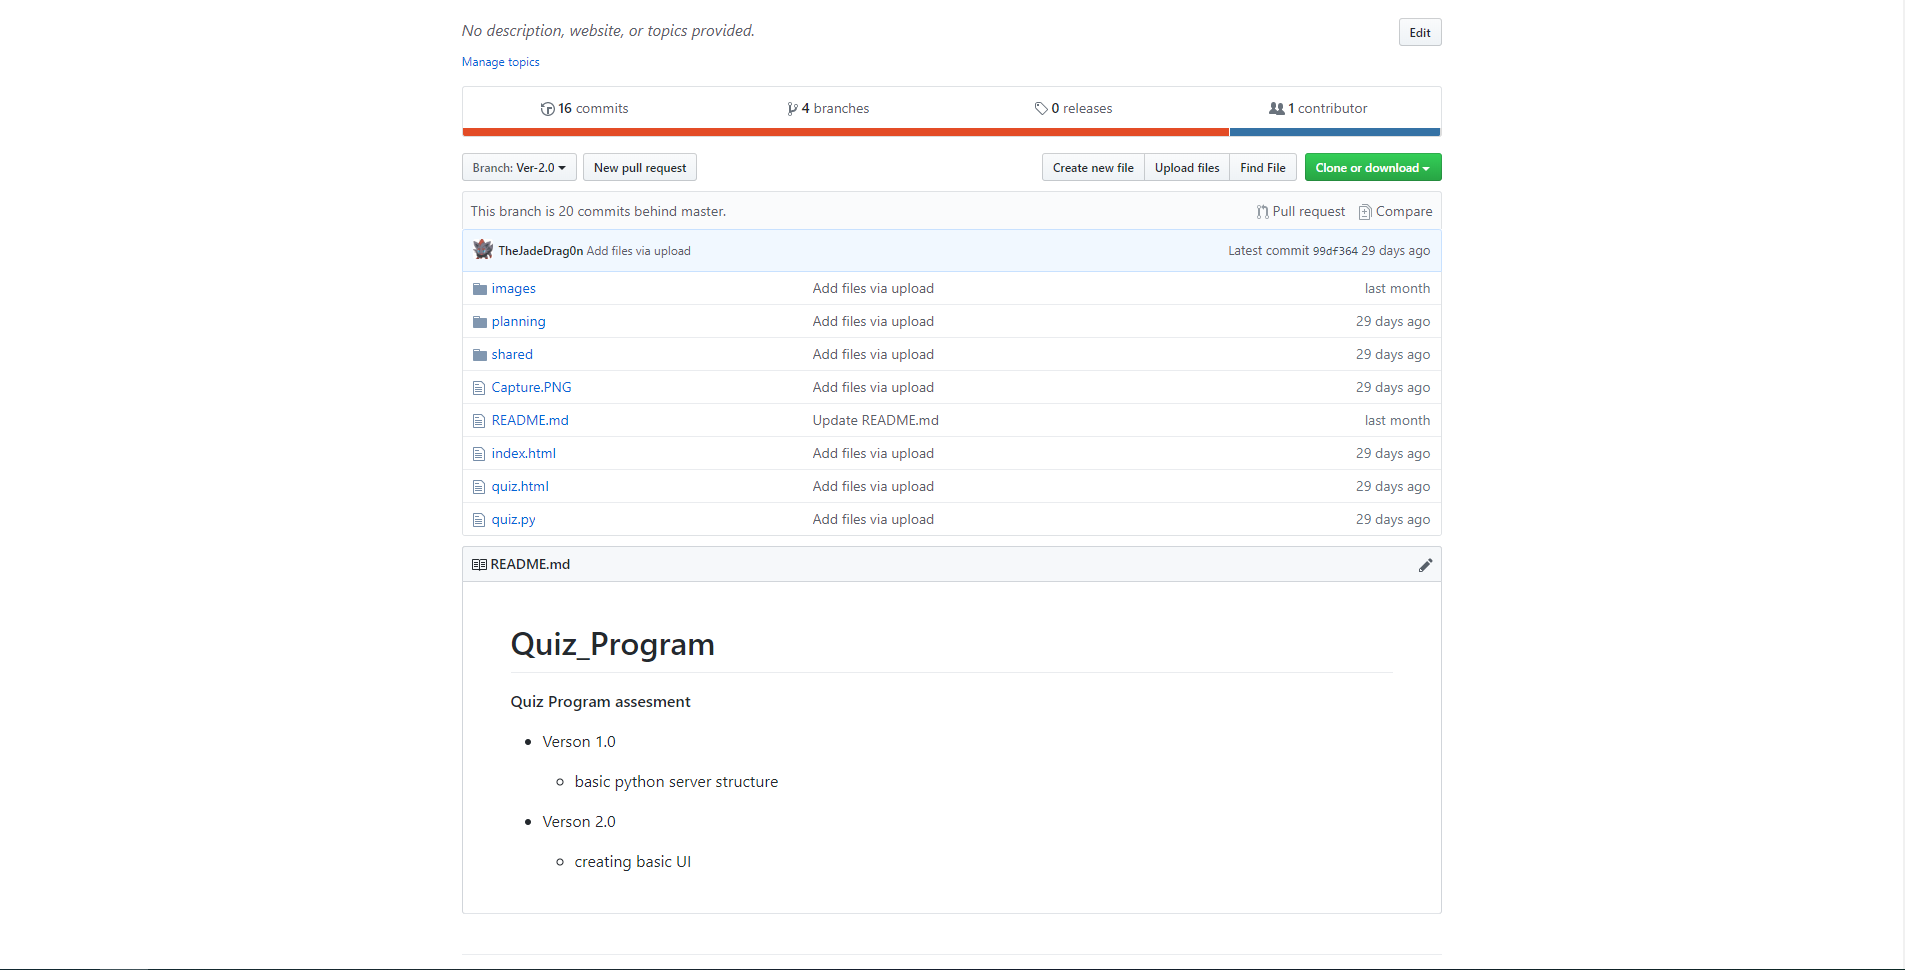 No description, website, or topics provided.
Edit
Manage topics
16 commits 4 branches 0 releases 1 contributor
Branch: Ver-2.0 New pull request Create new file Upload files Find File Clone or download
This branch is 20 commits behind master. Pull request Compare
TheJadeDrag0n Add files via upload Latest commit 99df364 29 days ago
images Add files via upload last month
planning Add files via upload 29 days ago
shared Add files via upload 29 days ago
Capture.PNG Add files via upload 29 days ago
README.md Update README.md last month
index.html Add files via upload 29 days ago
quiz.html Add files via upload 29 days ago
quiz.py Add files via upload 29 days ago
README.md
Quiz_Program
Quiz Program assesment
Verson 1.0
basic python server structure
Verson 2.0
creating basic UI